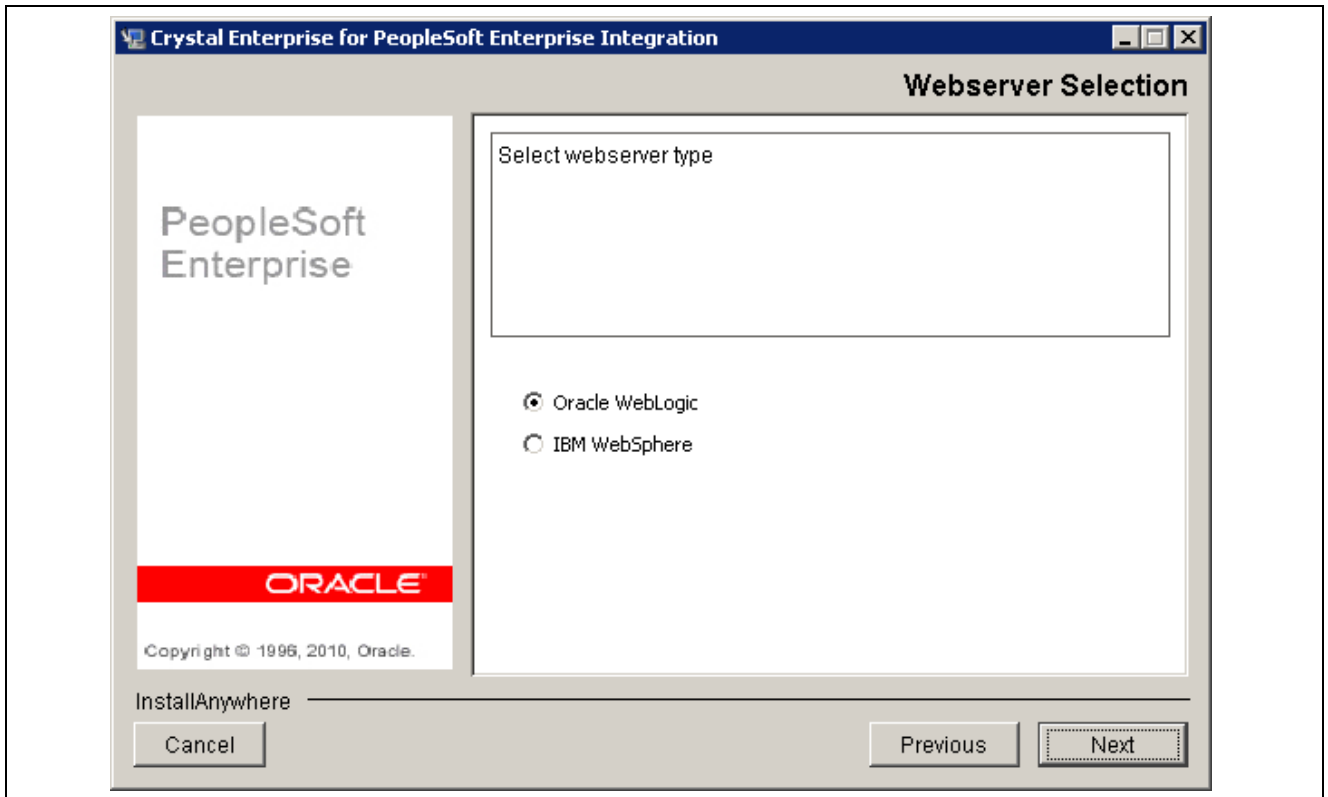 Crystal Enterprise for PeopleSoft Enterprise Integration
Webserver Selection
PeopleSoft
Enterprise
ORACLE
Copyright © 1996, 2010, Oracle.
Select webserver type
Oracle WebLogic
IBM WebSphere
InstallAnywhere
Cancel
Previous
Next